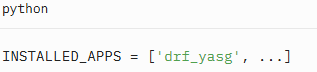 python
INSTALLED_APPS = ['drf_yasg', ...]